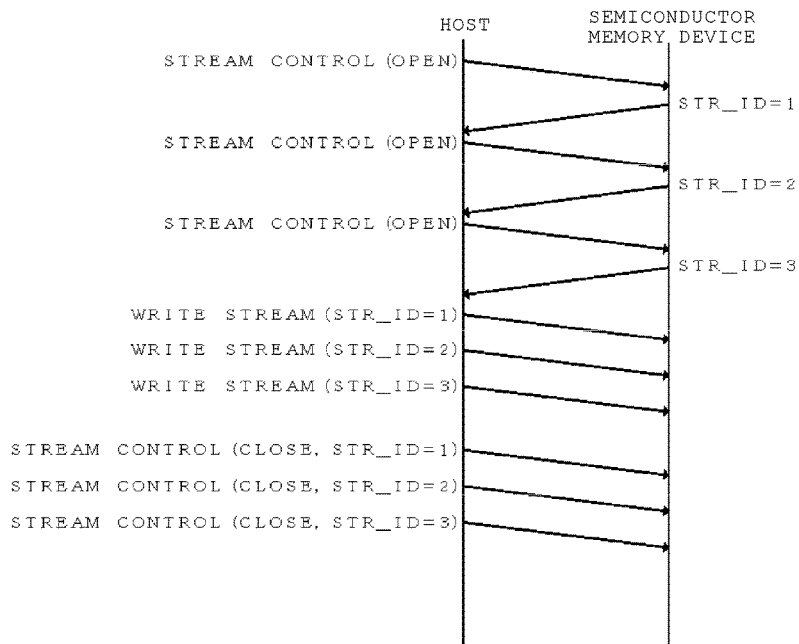 HOST
SEMICONDUCTOR
MEMORY DEVICE
STREAM CONTROL (OPEN)
STR_ID=1
STREAM CONTROL (OPEN)
STR_ID=2
STREAM CONTROL (OPEN)
STR_ID=3
WRITE STREAM (STR_ID=1)
WRITE STREAM (STR_ID=2)
WRITE STREAM (STR_ID=3)
STREAM CONTROL (CLOSE, STR_ID=1)
STREAM CONTROL (CLOSE, STR_ID=2)
STREAM CONTROL (CLOSE, STR_ID=3)